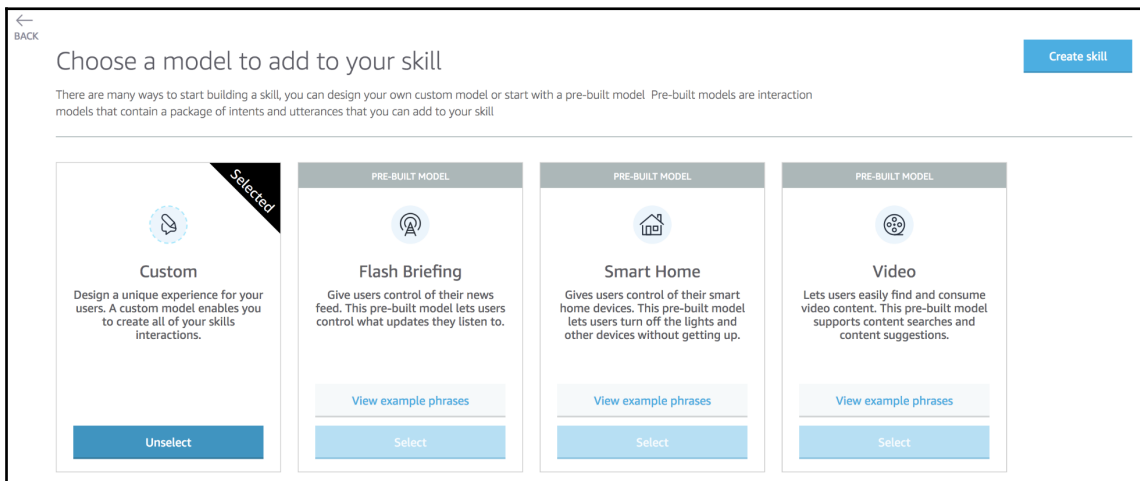 BACK
Choose a model to add to your skill
Create skill
There are many ways to start building a skill, you can design your own custom model or start with a pre-built model Pre-built models are interaction
models that contain a package of intents and utterances that you can add to your skill
Selected
Custom
Design a unique experience for your
users. A custom model enables you
to create all of your skills
interactions.
Unselect
PRE-BUILT MODEL
Flash Briefing
Give users control of their news
feed. This pre-built model lets users
control what updates they listen to.
View example phrases
Select
PRE-BUILT MODEL
Smart Home
Gives users control of their smart
home devices. This pre-built model
lets users turn off the lights and
other devices without getting up.
View example phrases
Select
PRE-BUILT MODEL
Video
Lets users easily find and consume
video content. This pre-built model
supports content searches and
content suggestions.
View example phrases
Select